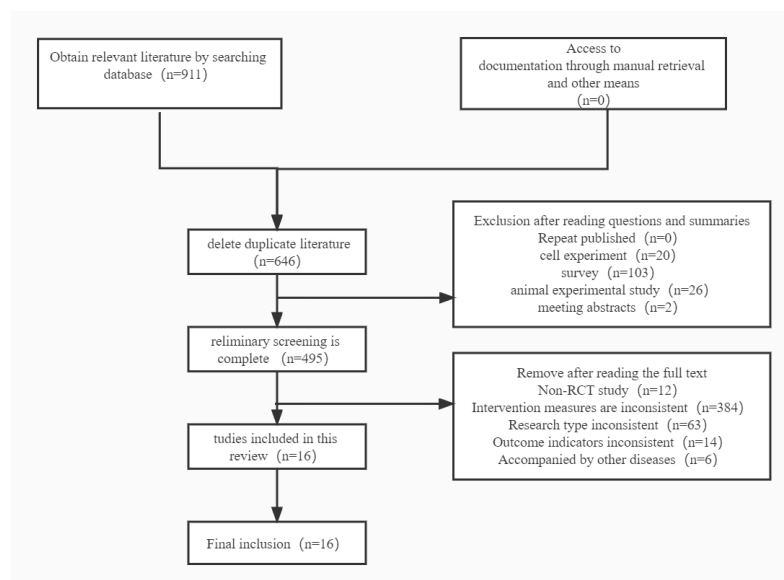 Obtain relevant literature by searching
database（n=911）
Access to
documentation through manual retrieval
and other means
（n=0）
delete duplicate literature
（n=646）
Exclusion after reading questions and summaries
Repeat published（n=0）
cell experiment（n=20）
survey（n=103）
animal experimental study（n=26）
meeting abstracts（n=2）
reliminary screening is
complete（n=495）
Remove after reading the full text
Non-RCT study（n=12）
Intervention measures are inconsistent（n=384）
Research type inconsistent（n=63）
Outcome indicators inconsistent（n=14）
Accompanied by other diseases（n=6）
tudies included in this
review（n=16）
Final inclusion（n=16）